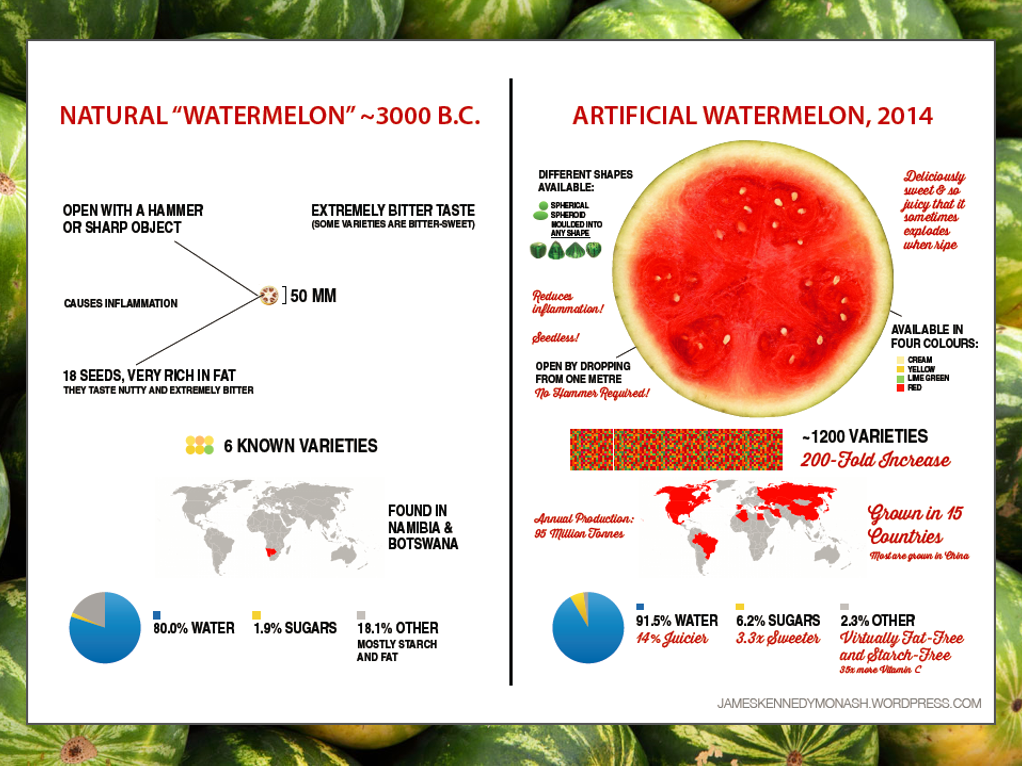 NATURAL “WATERMELON” ~3000 B.C.
OPEN WITH A HAMMER
OR SHARP OBJECT
EXTREMELY BITTER TASTE
(SOME VARIETIES ARE BITTER-SWEET)
CAUSES INFLAMMATION
50 MM
18 SEEDS, VERY RICH IN FAT
THEY TASTE NUTTY AND EXTREMELY BITTER
6 KNOWN VARIETIES
FOUND IN
NAMIBIA &
BOTSWANA
80.0% WATER
1.9% SUGARS
18.1% OTHER
MOSTLY STARCH
AND FAT
ARTIFICIAL WATERMELON, 2014
DIFFERENT SHAPES
AVAILABLE:
SPHERICAL
SPHEROID
MOULDED INTO
ANY SHAPE
Deliciously
sweet & so
juicy that it
sometimes
explodes
when ripe
Reduces
inflammation!
Seedless!
OPEN BY DROPPING
FROM ONE METRE
No Hammer Required!
AVAILABLE IN
FOUR COLOURS:
CREAM
YELLOW
LIME GREEN
RED
~1200 VARIETIES
200-Fold Increase
Annual Production:
95 Million Tonnes
Grown in 15
Countries
Most are grown in China
91.5% WATER
14% Juicier
6.2% SUGARS
3.3x Sweeter
2.3% OTHER
Virtually Fat-Free
and Starch-Free
35x more Vitamin C
JAMESKENNEDYMONASH.WORDPRESS.COM